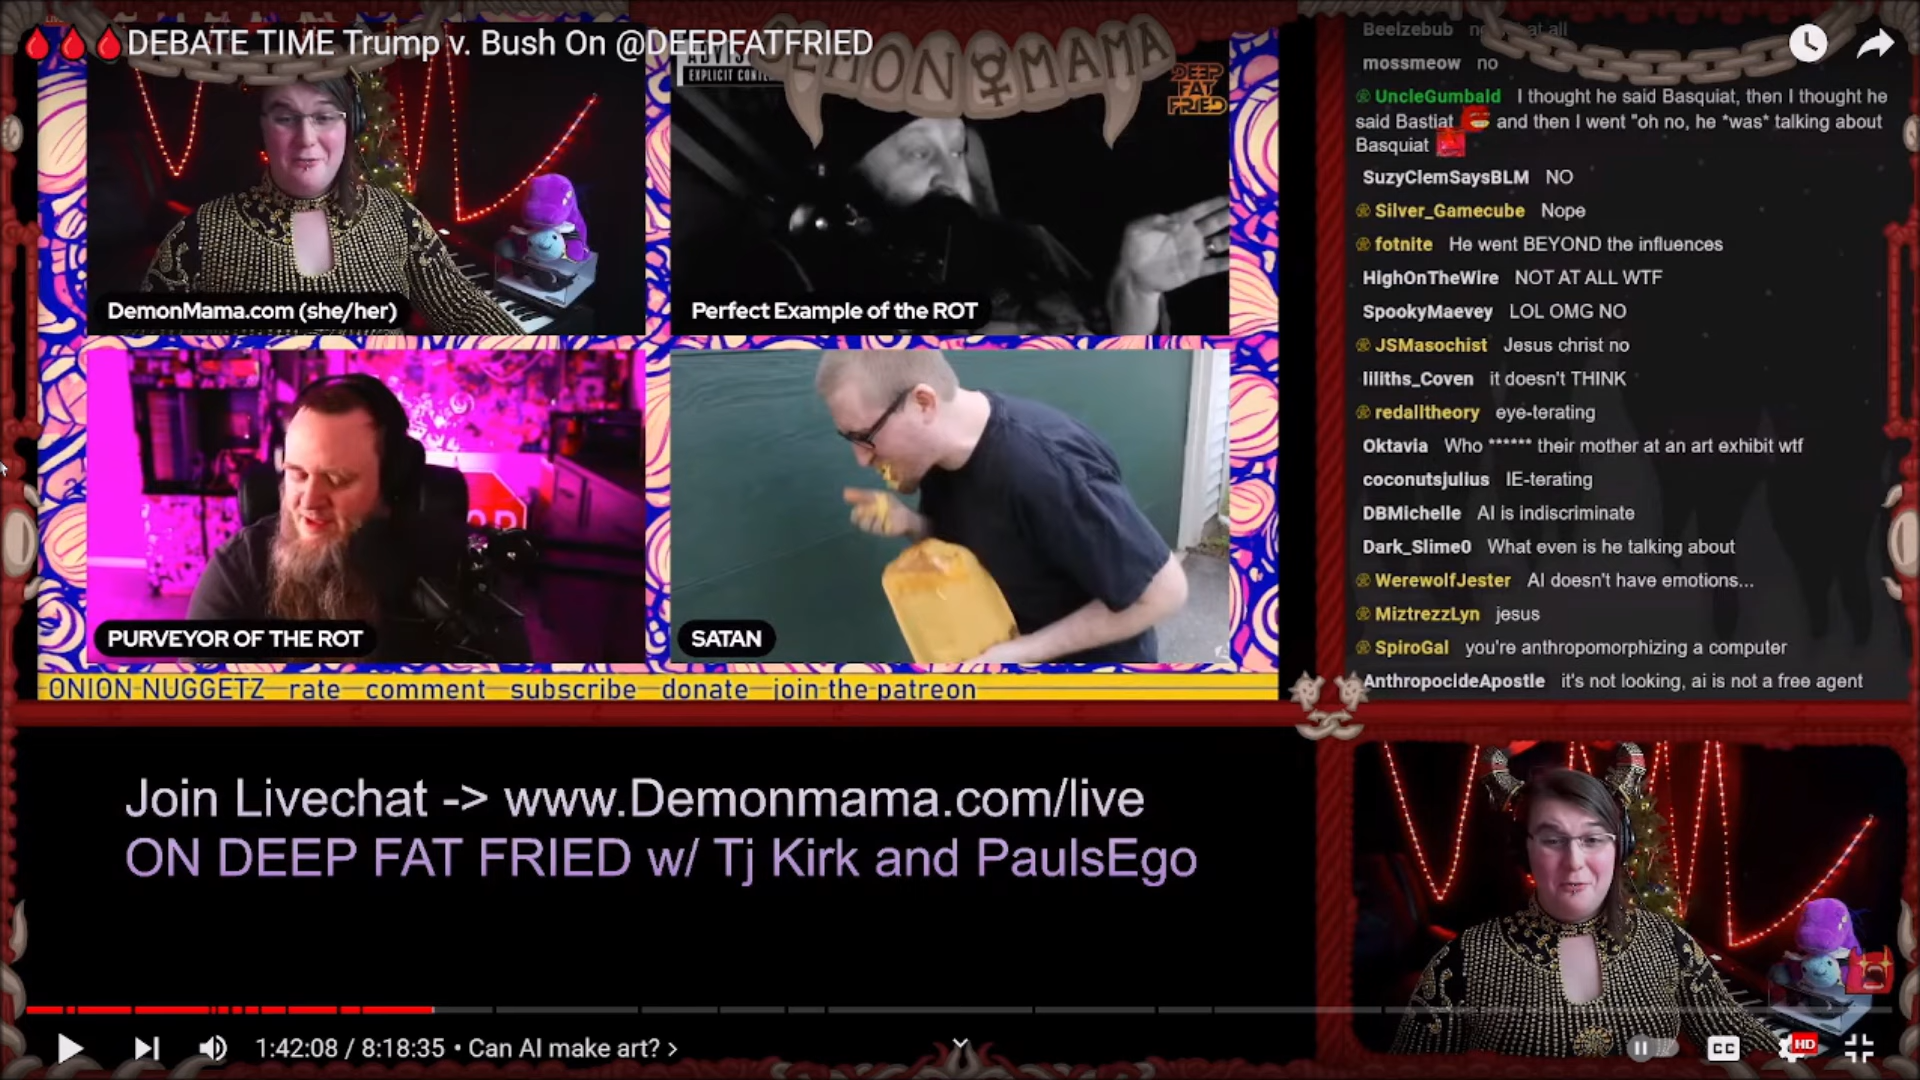 🩸🩸🩸DEBATE TIME Trump v. Bush On @DEEPFATFRIED
EXPLICIT
DEMON MAMA
DEEP
FAT
FRIED
DemonMama.com (she/her)
Perfect Example of the ROT
PURVEYOR OF THE ROT
SATAN
ONION NUGGETZ rate comment subscribe donate join the patreon
Beelzebub
mossmeow no
UncleGumbald I thought he said Basquiat, then I thought he
said Bastiat and then I went "oh no, he *was* talking about
Basquiat
SuzyClemSaysBLM NO
Silver_Gamecube Nope
fotnite He went BEYOND the influences
HighOnTheWire NOT AT ALL WTF
SpookyMaevey LOL OMG NO
JSMasochist Jesus christ no
liliths_Coven it doesn't THINK
redalltheory eye-terating
Oktavia Who ****** their mother at an art exhibit wtf
coconutsjulius IE-terating
DBMichelle AI is indiscriminate
Dark_Slime0 What even is he talking about
WerewolfJester AI doesn't have emotions...
MiztrezzLyn jesus
SpiroGal you're anthropomorphizing a computer
AnthropocideApostle it's not looking, ai is not a free agent
Join Livechat -> www.Demonmama.com/live
ON DEEP FAT FRIED w/ Tj Kirk and PaulsEgo
1:42:08 / 8:18:35 • Can AI make art? >
CC
HD